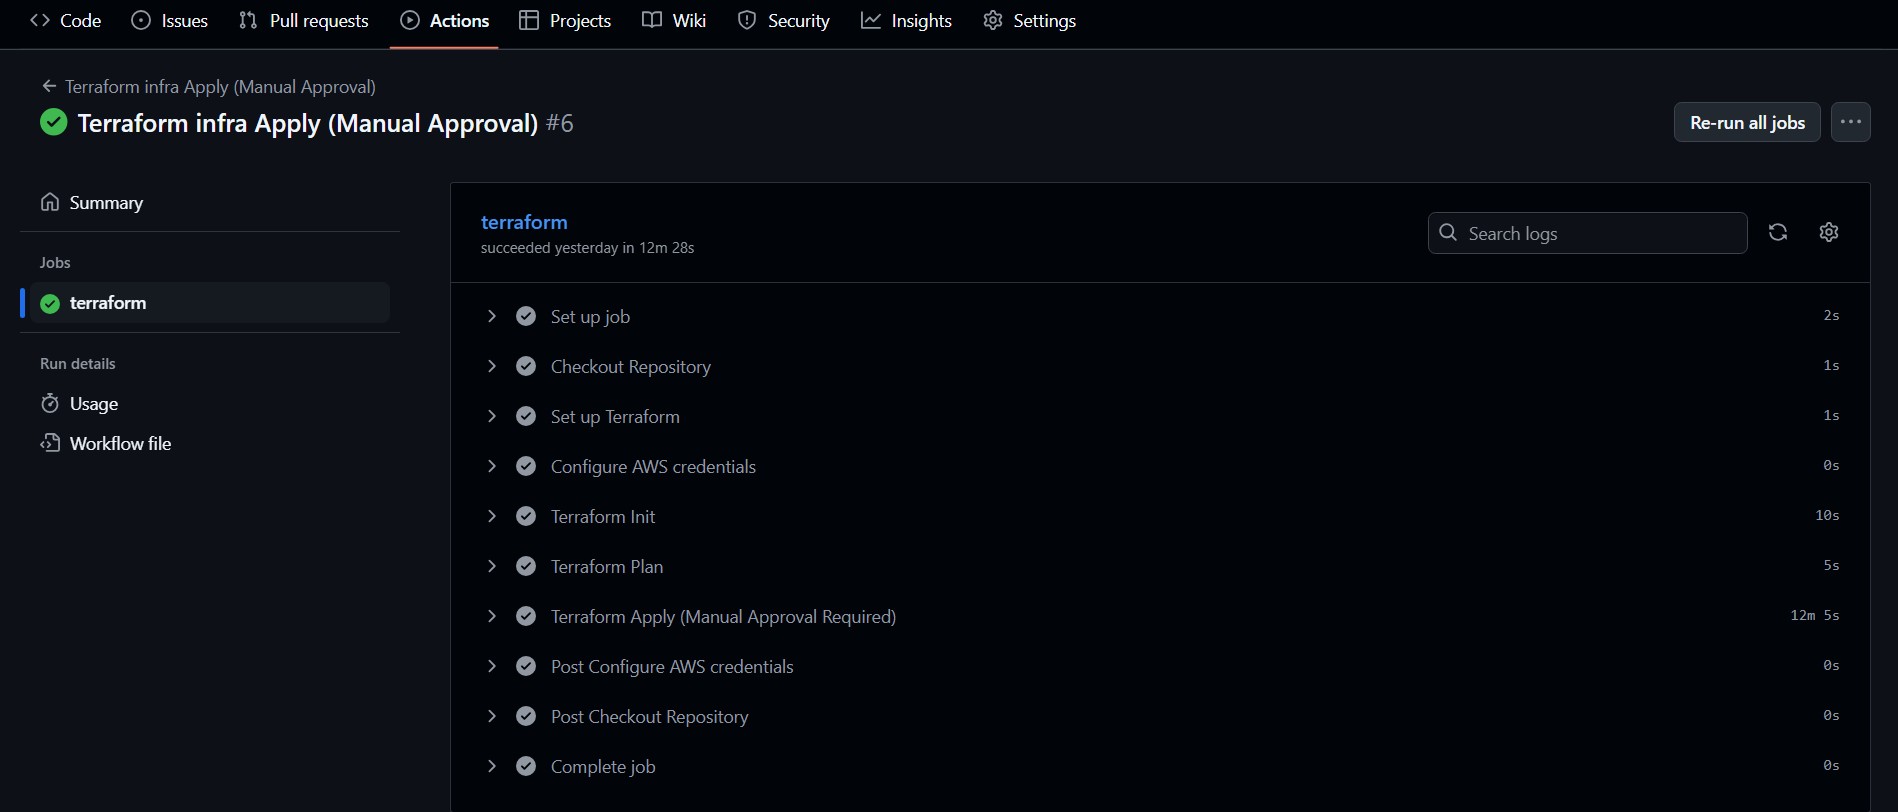 Code Issues Pull requests Actions Projects Wiki Security Insights Settings
Terraform infra Apply (Manual Approval)
Terraform infra Apply (Manual Approval) #6
Re-run all jobs
Summary
Jobs
terraform
Run details
Usage
Workflow file
terraform
succeeded yesterday in 12m 28s
Search logs
Set up job 2s
Checkout Repository 1s
Set up Terraform 1s
Configure AWS credentials 0s
Terraform Init 10s
Terraform Plan 5s
Terraform Apply (Manual Approval Required) 12m 5s
Post Configure AWS credentials 0s
Post Checkout Repository 0s
Complete job 0s